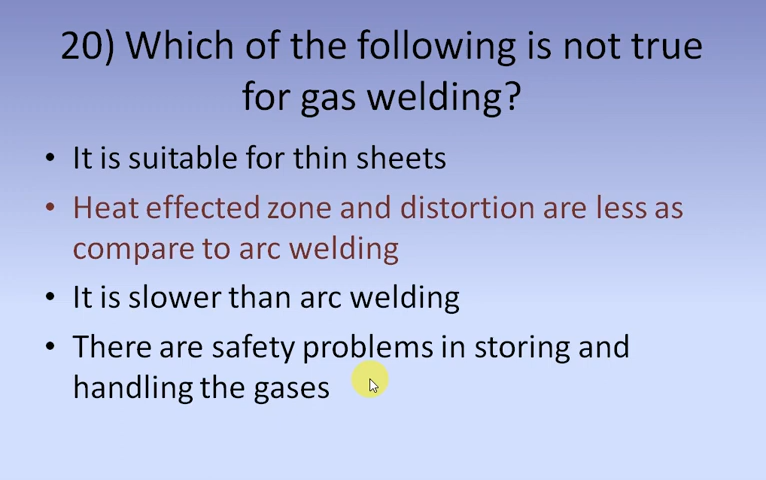 20) Which of the following is not true
for gas welding?
• It is suitable for thin sheets
• Heat effected zone and distortion are less as
compare to arc welding
• It is slower than arc welding
• There are safety problems in storing and
handling the gases